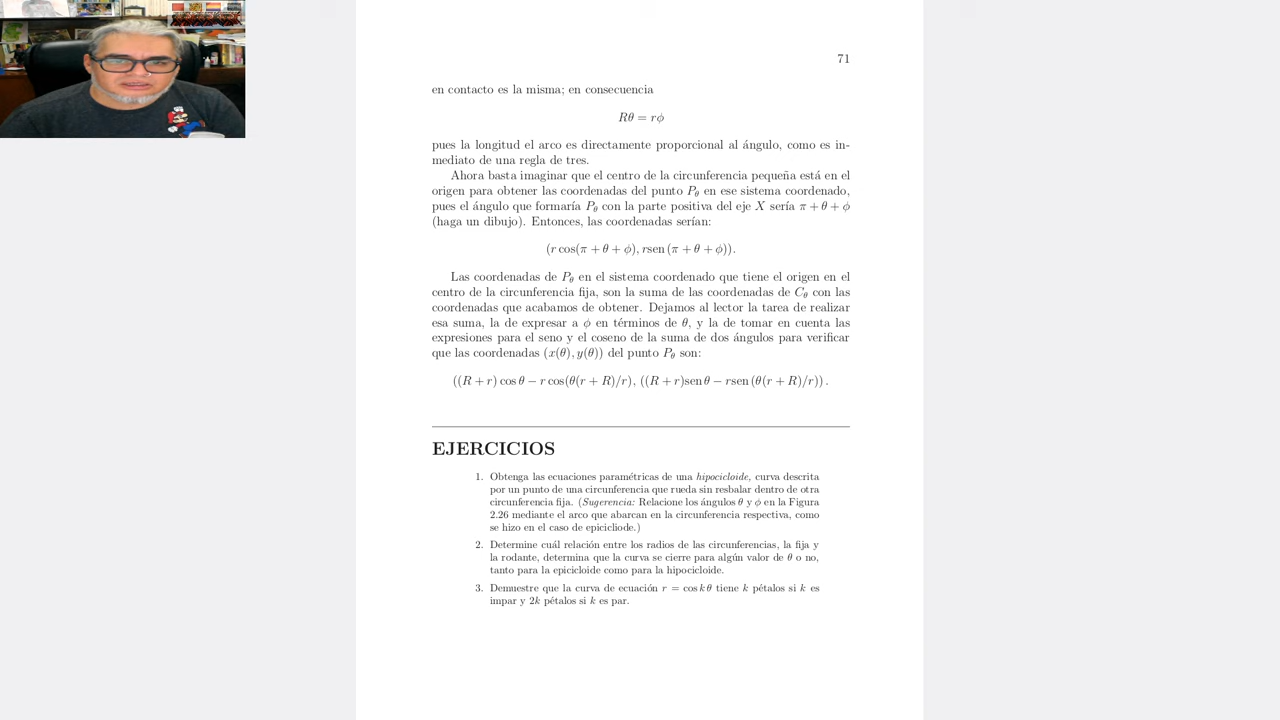 71
en contacto es la misma; en consecuencia
Rθ = rϕ
pues la longitud el arco es directamente proporcional al ángulo, como es in-
mediato de una regla de tres.
Ahora basta imaginar que el centro de la circunferencia pequeña está en el
origen para obtener las coordenadas del punto Pθ en ese sistema coordenado,
pues el ángulo que formaría Pθ con la parte positiva del eje X sería π + θ + ϕ
(haga un dibujo). Entonces, las coordenadas serían:
(r cos(π + θ + ϕ), rsen (π + θ + ϕ)).
Las coordenadas de Pθ en el sistema coordenado que tiene el origen en el
centro de la circunferencia fija, son la suma de las coordenadas de Cθ con las
coordenadas que acabamos de obtener. Dejamos al lector la tarea de realizar
esa suma, la de expresar a ϕ en términos de θ, y la de tomar en cuenta las
expresiones para el seno y el coseno de la suma de dos ángulos para verificar
que las coordenadas (x(θ), y(θ)) del punto Pθ son:
((R + r) cos θ − r cos(θ(r + R)/r), ((R + r)sen θ − rsen (θ(r + R)/r)) .
EJERCICIOS
1. Obtenga las ecuaciones paramétricas de una hipocicloide, curva descrita
por un punto de una circunferencia que rueda sin resbalar dentro de otra
circunferencia fija. (Sugerencia: Relacione los ángulos θ y ϕ en la Figura
2.26 mediante el arco que abarcan en la circunferencia respectiva, como
se hizo en el caso de epicicliode.)
2. Determine cuál relación entre los radios de las circunferencias, la fija y
la rodante, determina que la curva se cierre para algún valor de θ o no,
tanto para la epicicloide como para la hipocicloide.
3. Demuestre que la curva de ecuación r = cos k θ tiene k pétalos si k es
impar y 2k pétalos si k es par.